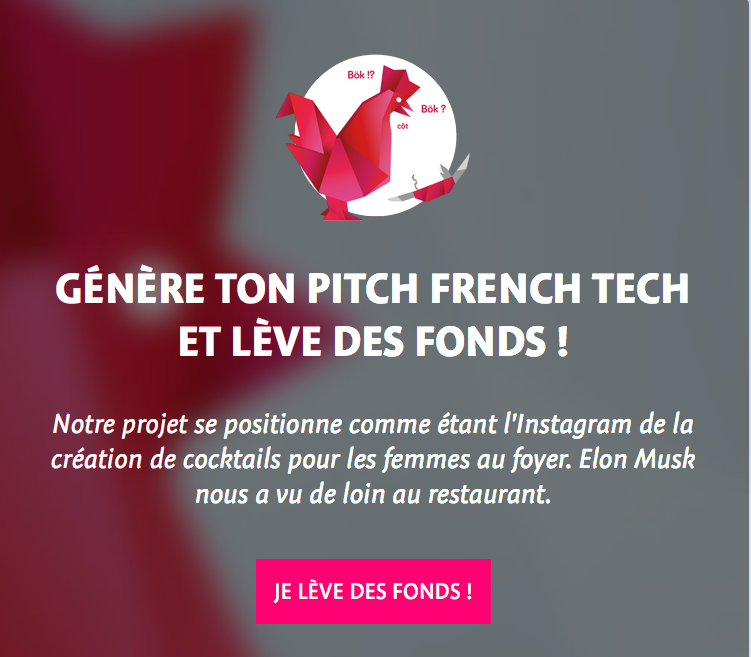 Bök !?
Bök ?
côt
GÉNÈRE TON PITCH FRENCH TECH
ET LÈVE DES FONDS !
Notre projet se positionne comme étant l'Instagram de la
création de cocktails pour les femmes au foyer. Elon Musk
nous a vu de loin au restaurant.
JE LÈVE DES FONDS !